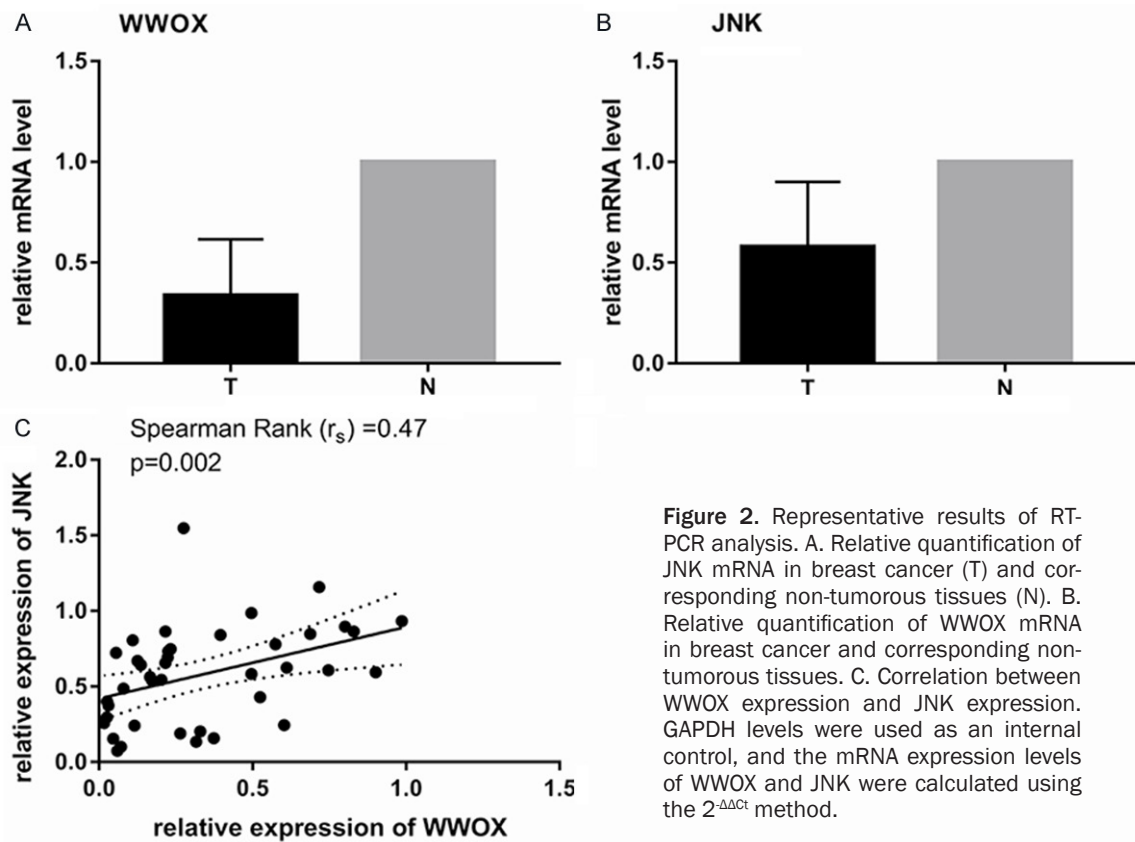 A
WWOX
relative mRNA level
1.5
1.0
0.5
0.0
T
N
B
JNK
relative mRNA level
1.5
1.0
0.5
0.0
T
N
C
Spearman Rank (rₛ) =0.47
p=0.002
relative expression of JNK
2.0
1.5
1.0
0.5
0.0
0.0
0.5
1.0
1.5
relative expression of WWOX
Figure 2. Representative results of RT-
PCR analysis. A. Relative quantification of
JNK mRNA in breast cancer (T) and cor-
responding non-tumorous tissues (N). B.
Relative quantification of WWOX mRNA
in breast cancer and corresponding non-
tumorous tissues. C. Correlation between
WWOX expression and JNK expression.
GAPDH levels were used as an internal
control, and the mRNA expression levels
of WWOX and JNK were calculated using
the 2-ΔΔCt method.